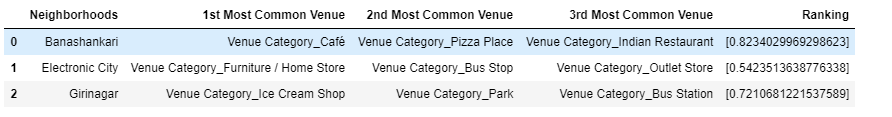 Neighborhoods 1st Most Common Venue 2nd Most Common Venue 3rd Most Common Venue Ranking
0 Banashankari Venue Category_Café Venue Category_Pizza Place Venue Category_Indian Restaurant [0.8234029969298623]
1 Electronic City Venue Category_Furniture / Home Store Venue Category_Bus Stop Venue Category_Outlet Store [0.5423513638776338]
2 Girinagar Venue Category_Ice Cream Shop Venue Category_Park Venue Category_Bus Station [0.7210681221537589]